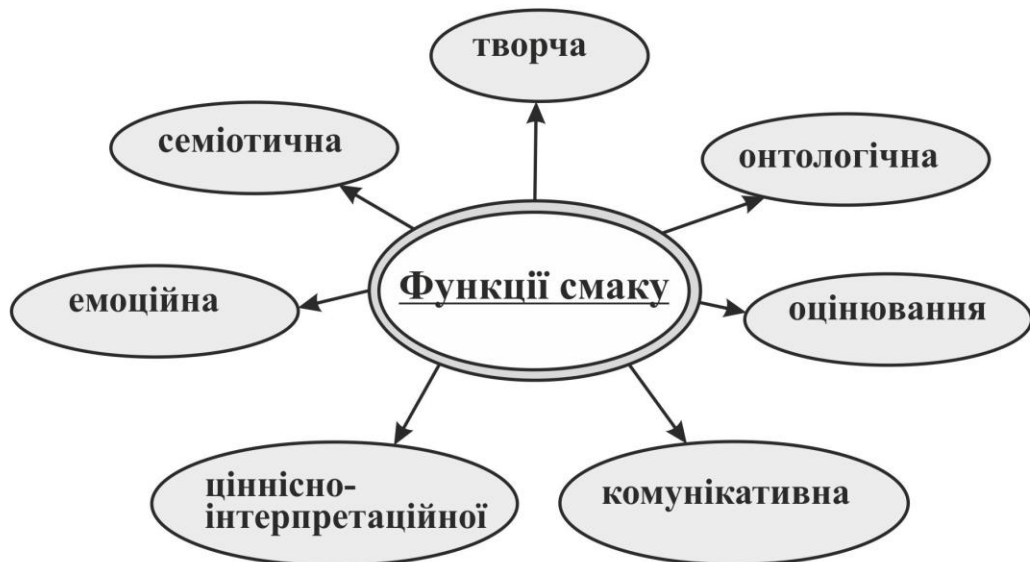 творча
семіотична
онтологічна
Функції смаку
емоційна
оцінювання
ціннісно-
інтерпретаційної
комунікативна